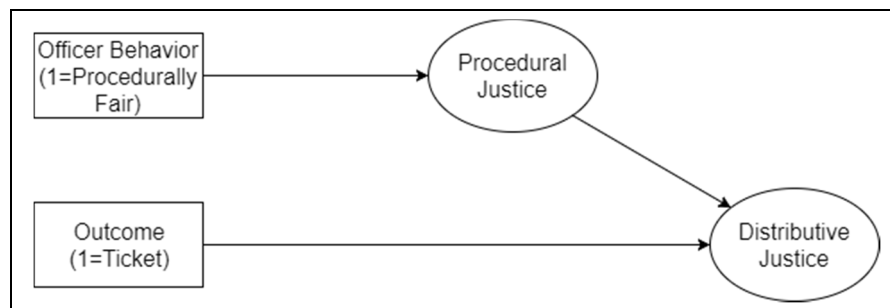 Officer Behavior
(1=Procedurally
Fair)
Procedural
Justice
Outcome
(1=Ticket)
Distributive
Justice